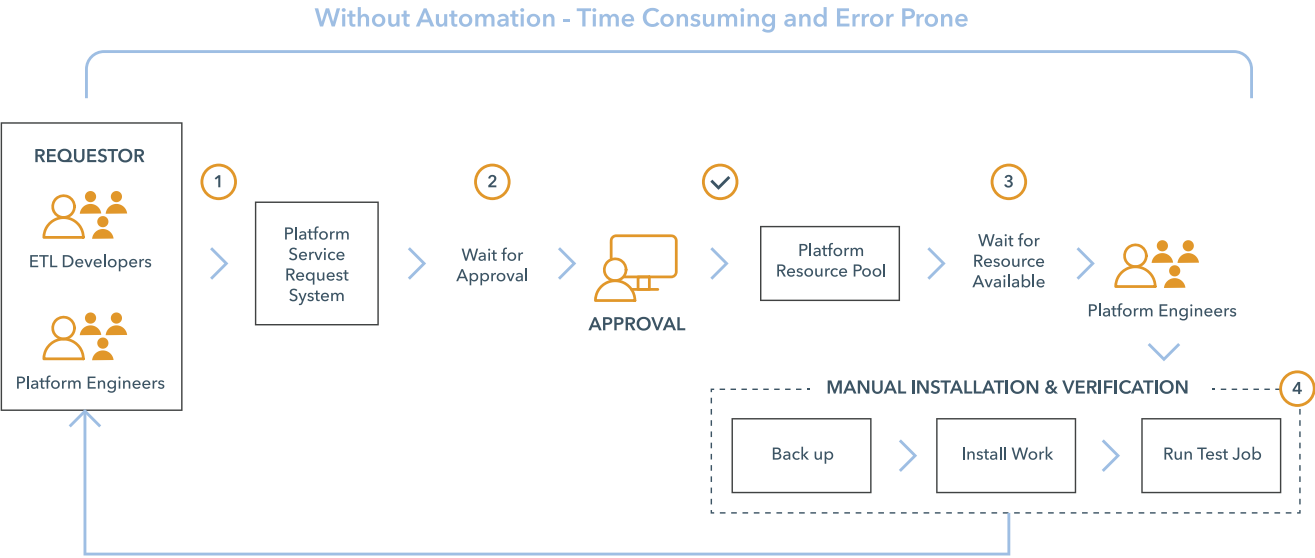 Without Automation - Time Consuming and Error Prone
REQUESTOR
ETL Developers
Platform Engineers
1
Platform
Service
Request
System
2
Wait for
Approval
APPROVAL
Platform
Resource Pool
3
Wait for
Resource
Available
Platform Engineers
MANUAL INSTALLATION & VERIFICATION
4
Back up
Install Work
Run Test Job